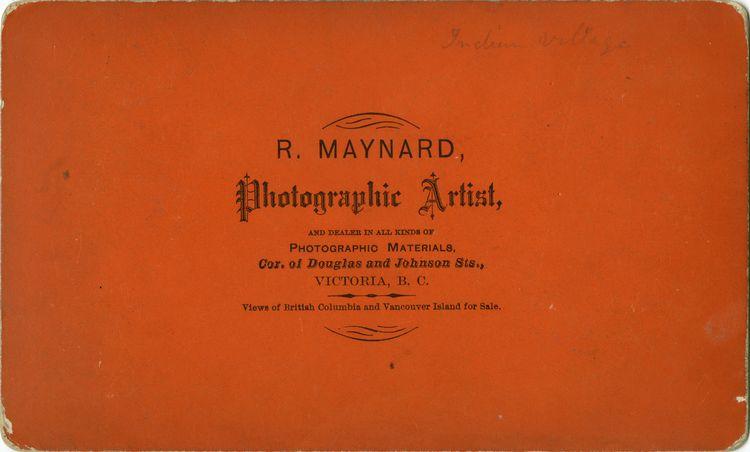 Indian Village
R. MAYNARD,
Photographic Artist,
AND DEALER IN ALL KINDS OF
PHOTOGRAPHIC MATERIALS,
Cor. of Douglas and Johnson Sts.,
VICTORIA, B. C.
Views of British Columbia and Vancouver Island for Sale.